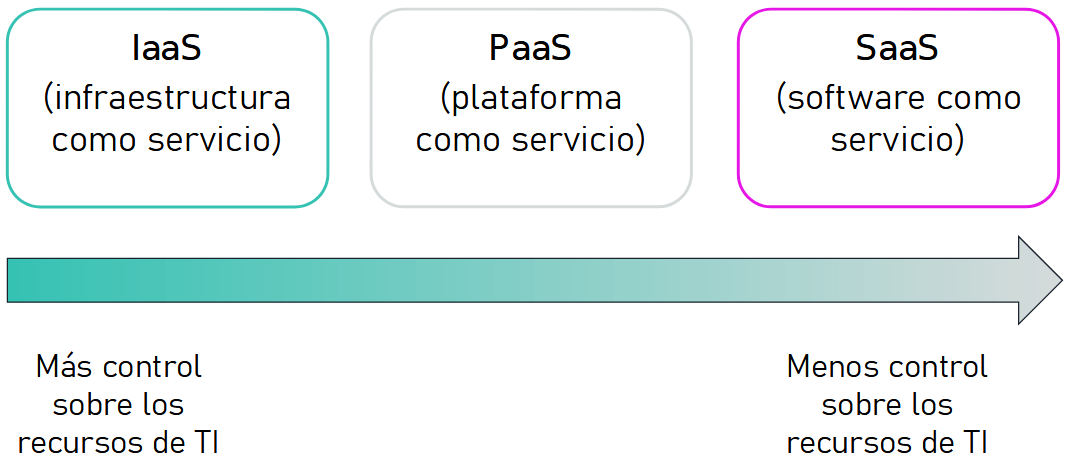 IaaS
(infraestructura
como servicio)
PaaS
(plataforma
como servicio)
SaaS
(software como
servicio)
Más control
sobre los
recursos de TI
Menos control
sobre los
recursos de TI